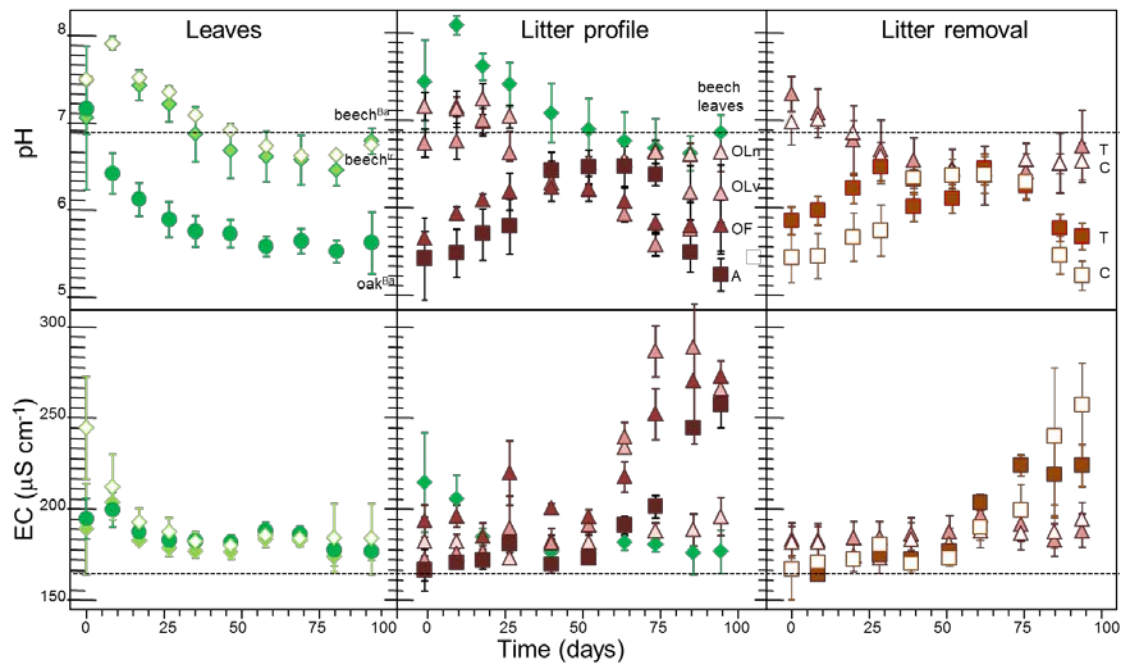 Leaves
Litter profile
Litter removal
8
7
6
5
pH
beech^Ba
beech^lt
oak^Ba
beech
leaves
OLn
OLv
OF
A
T
C
T
C
300
250
200
150
EC (μS cm⁻¹)
0 25 50 75 100
0 25 50 75 100
0 25 50 75 100
Time (days)